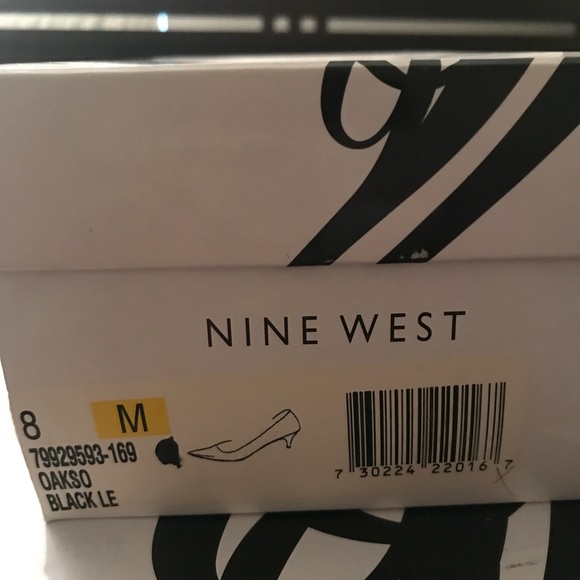 NINE WEST
8 M
79929593-169
OAKSO
BLACK LE
7 30224 22016 7